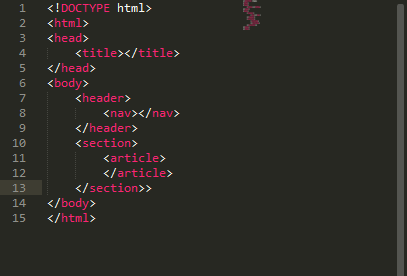 1 <!DOCTYPE html>
2 <html>
3 <head>
4 <title></title>
5 </head>
6 <body>
7 <header>
8 <nav></nav>
9 </header>
10 <section>
11 <article>
12 </article>
13 </section>>
14 </body>
15 </html>